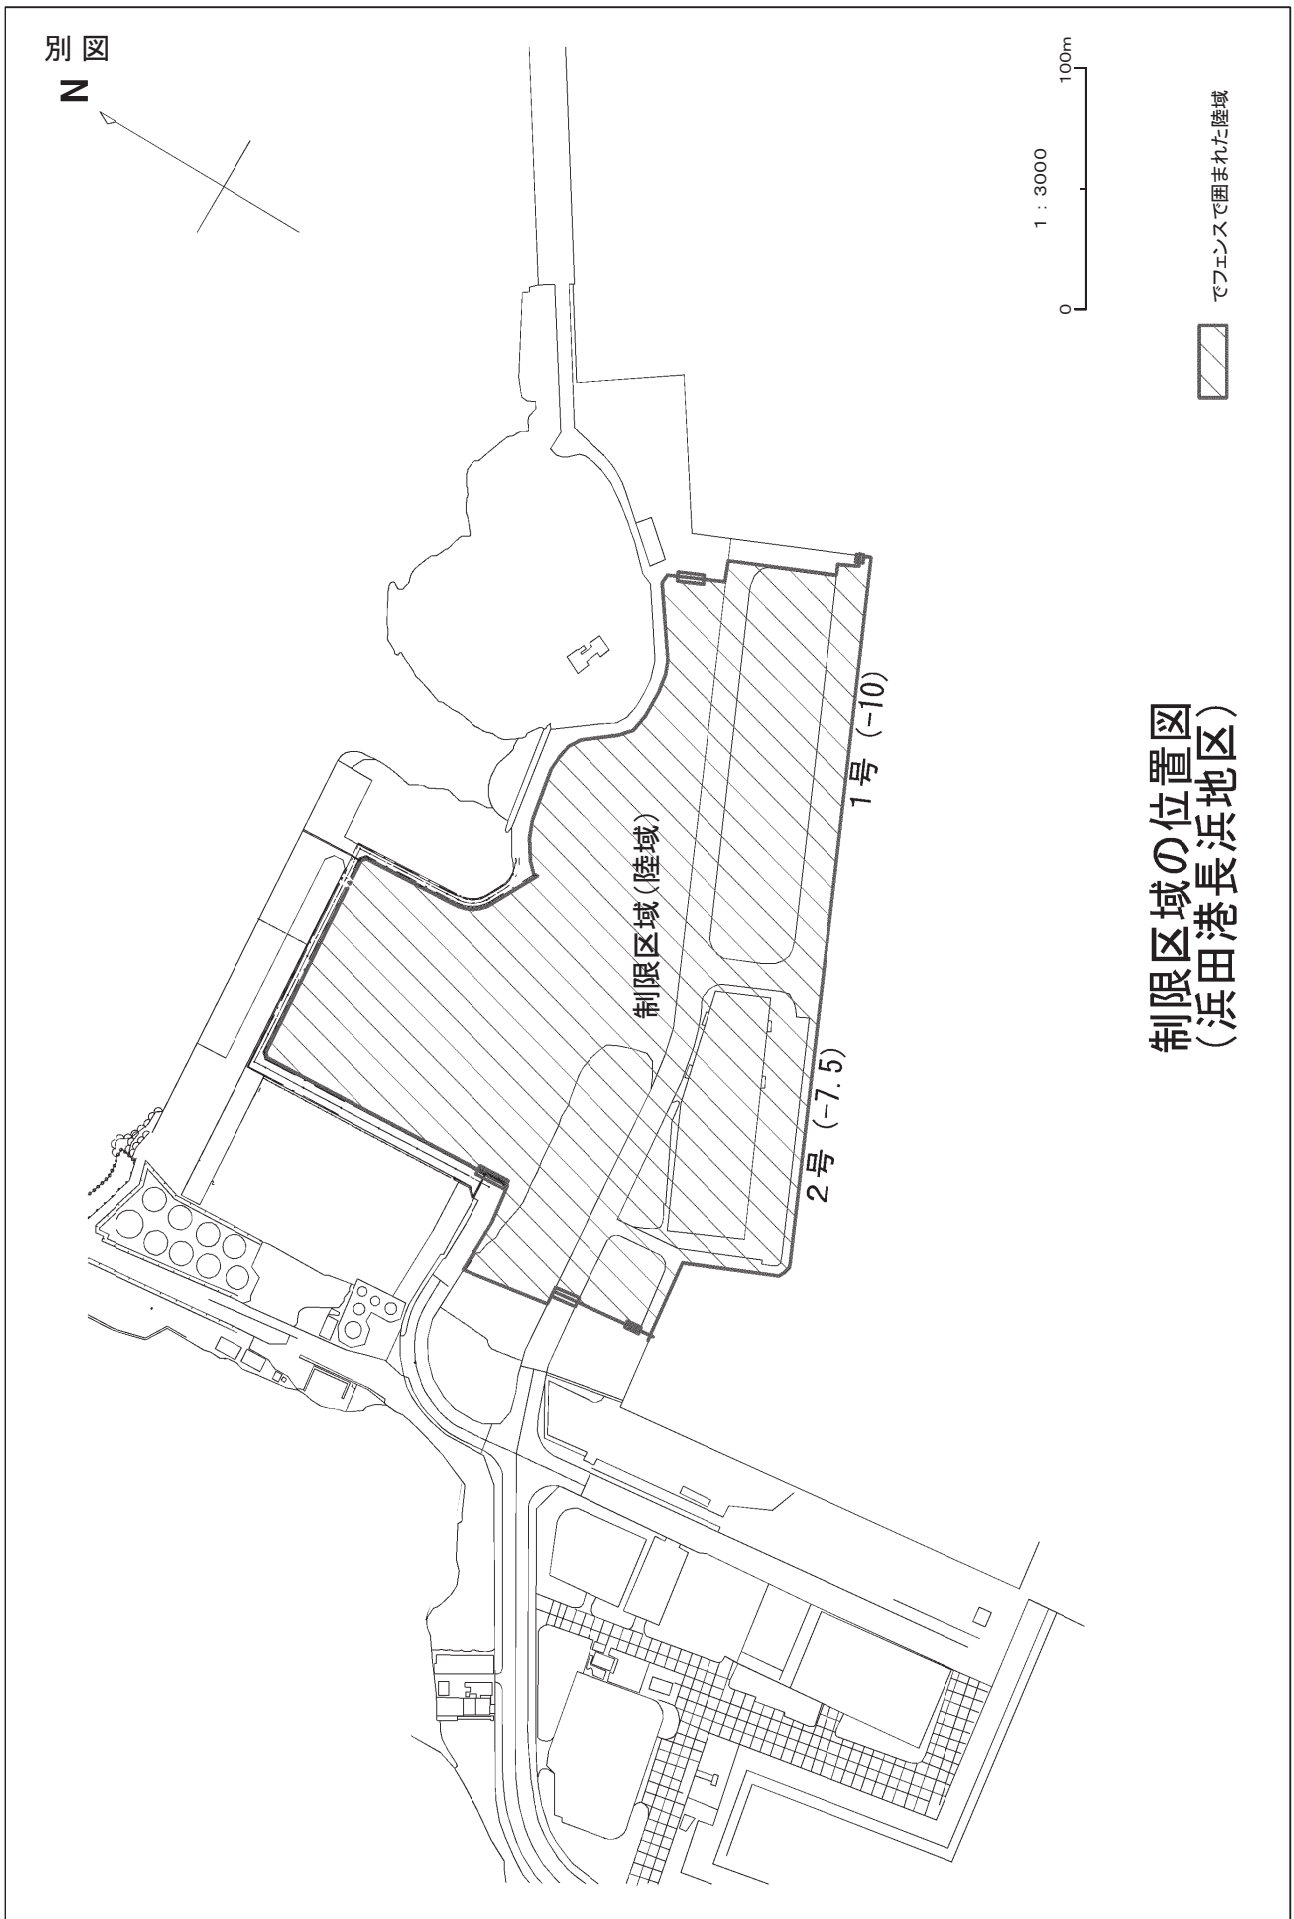 別図
N
1：3000
0
100m
でフェンスで囲まれた陸域
制限区域(陸域)
1号 (-10)
2号 (-7.5)
制限区域の位置図
(浜田港長浜地区)